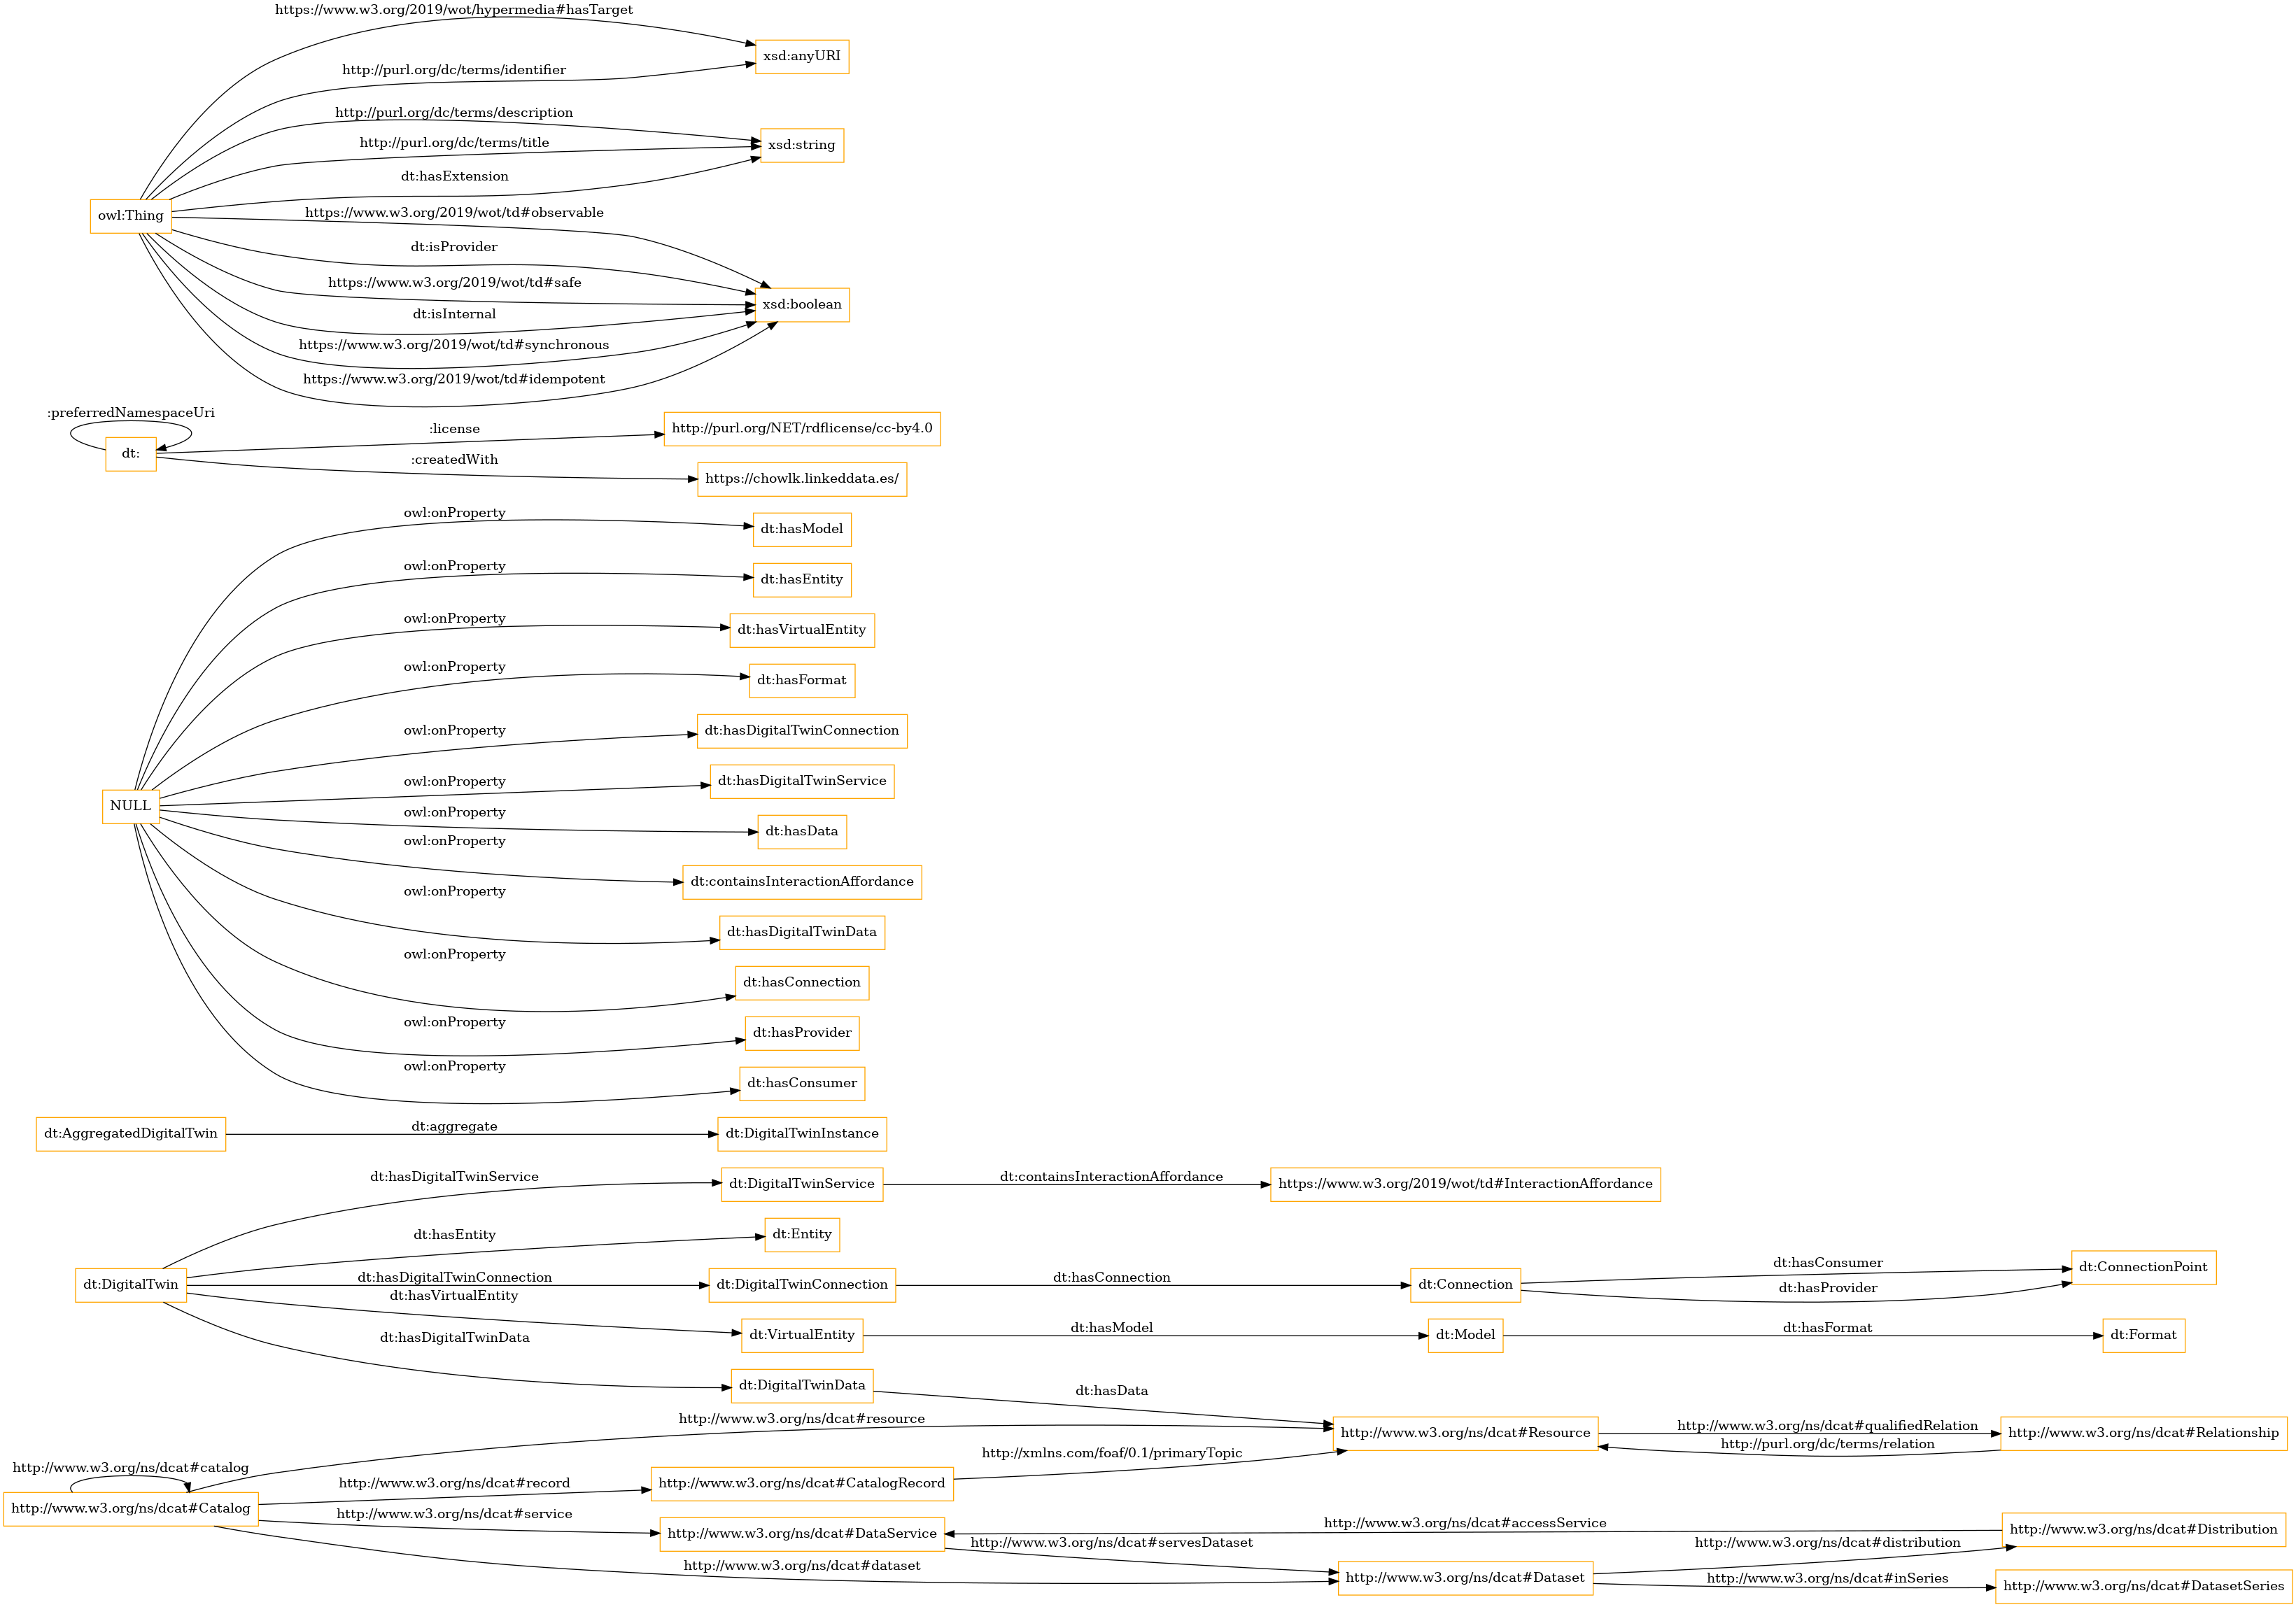 https://www.w3.org/2019/wot/hypermedia#hasTarget
xsd:anyURI
http://purl.org/dc/terms/identifier
http://purl.org/dc/terms/description
http://purl.org/dc/terms/title
xsd:string
dt:hasExtension
owl:Thing
https://www.w3.org/2019/wot/td#observable
dt:isProvider
https://www.w3.org/2019/wot/td#safe
xsd:boolean
dt:isInternal
https://www.w3.org/2019/wot/td#synchronous
https://www.w3.org/2019/wot/td#idempotent
:preferredNamespaceUri
dt:
:license
http://purl.org/NET/rdflicense/cc-by4.0
:createdWith
https://chowlk.linkeddata.es/
owl:onProperty
dt:hasModel
owl:onProperty
dt:hasEntity
owl:onProperty
dt:hasVirtualEntity
owl:onProperty
dt:hasFormat
owl:onProperty
dt:hasDigitalTwinConnection
owl:onProperty
dt:hasDigitalTwinService
NULL
owl:onProperty
dt:hasData
owl:onProperty
dt:containsInteractionAffordance
owl:onProperty
dt:hasDigitalTwinData
owl:onProperty
dt:hasConnection
owl:onProperty
dt:hasProvider
owl:onProperty
dt:hasConsumer
dt:AggregatedDigitalTwin
dt:aggregate
dt:DigitalTwinInstance
dt:hasDigitalTwinService
dt:DigitalTwinService
dt:containsInteractionAffordance
https://www.w3.org/2019/wot/td#InteractionAffordance
dt:hasEntity
dt:Entity
dt:DigitalTwin
dt:hasDigitalTwinConnection
dt:DigitalTwinConnection
dt:hasConnection
dt:Connection
dt:hasConsumer
dt:ConnectionPoint
dt:hasProvider
dt:hasVirtualEntity
dt:VirtualEntity
dt:hasModel
dt:Model
dt:hasFormat
dt:Format
dt:hasDigitalTwinData
dt:DigitalTwinData
dt:hasData
http://www.w3.org/ns/dcat#resource
http://www.w3.org/ns/dcat#Resource
http://www.w3.org/ns/dcat#qualifiedRelation
http://www.w3.org/ns/dcat#Relationship
http://purl.org/dc/terms/relation
http://www.w3.org/ns/dcat#catalog
http://www.w3.org/ns/dcat#Catalog
http://www.w3.org/ns/dcat#record
http://www.w3.org/ns/dcat#CatalogRecord
http://xmlns.com/foaf/0.1/primaryTopic
http://www.w3.org/ns/dcat#service
http://www.w3.org/ns/dcat#DataService
http://www.w3.org/ns/dcat#accessService
http://www.w3.org/ns/dcat#Distribution
http://www.w3.org/ns/dcat#servesDataset
http://www.w3.org/ns/dcat#distribution
http://www.w3.org/ns/dcat#dataset
http://www.w3.org/ns/dcat#Dataset
http://www.w3.org/ns/dcat#inSeries
http://www.w3.org/ns/dcat#DatasetSeries